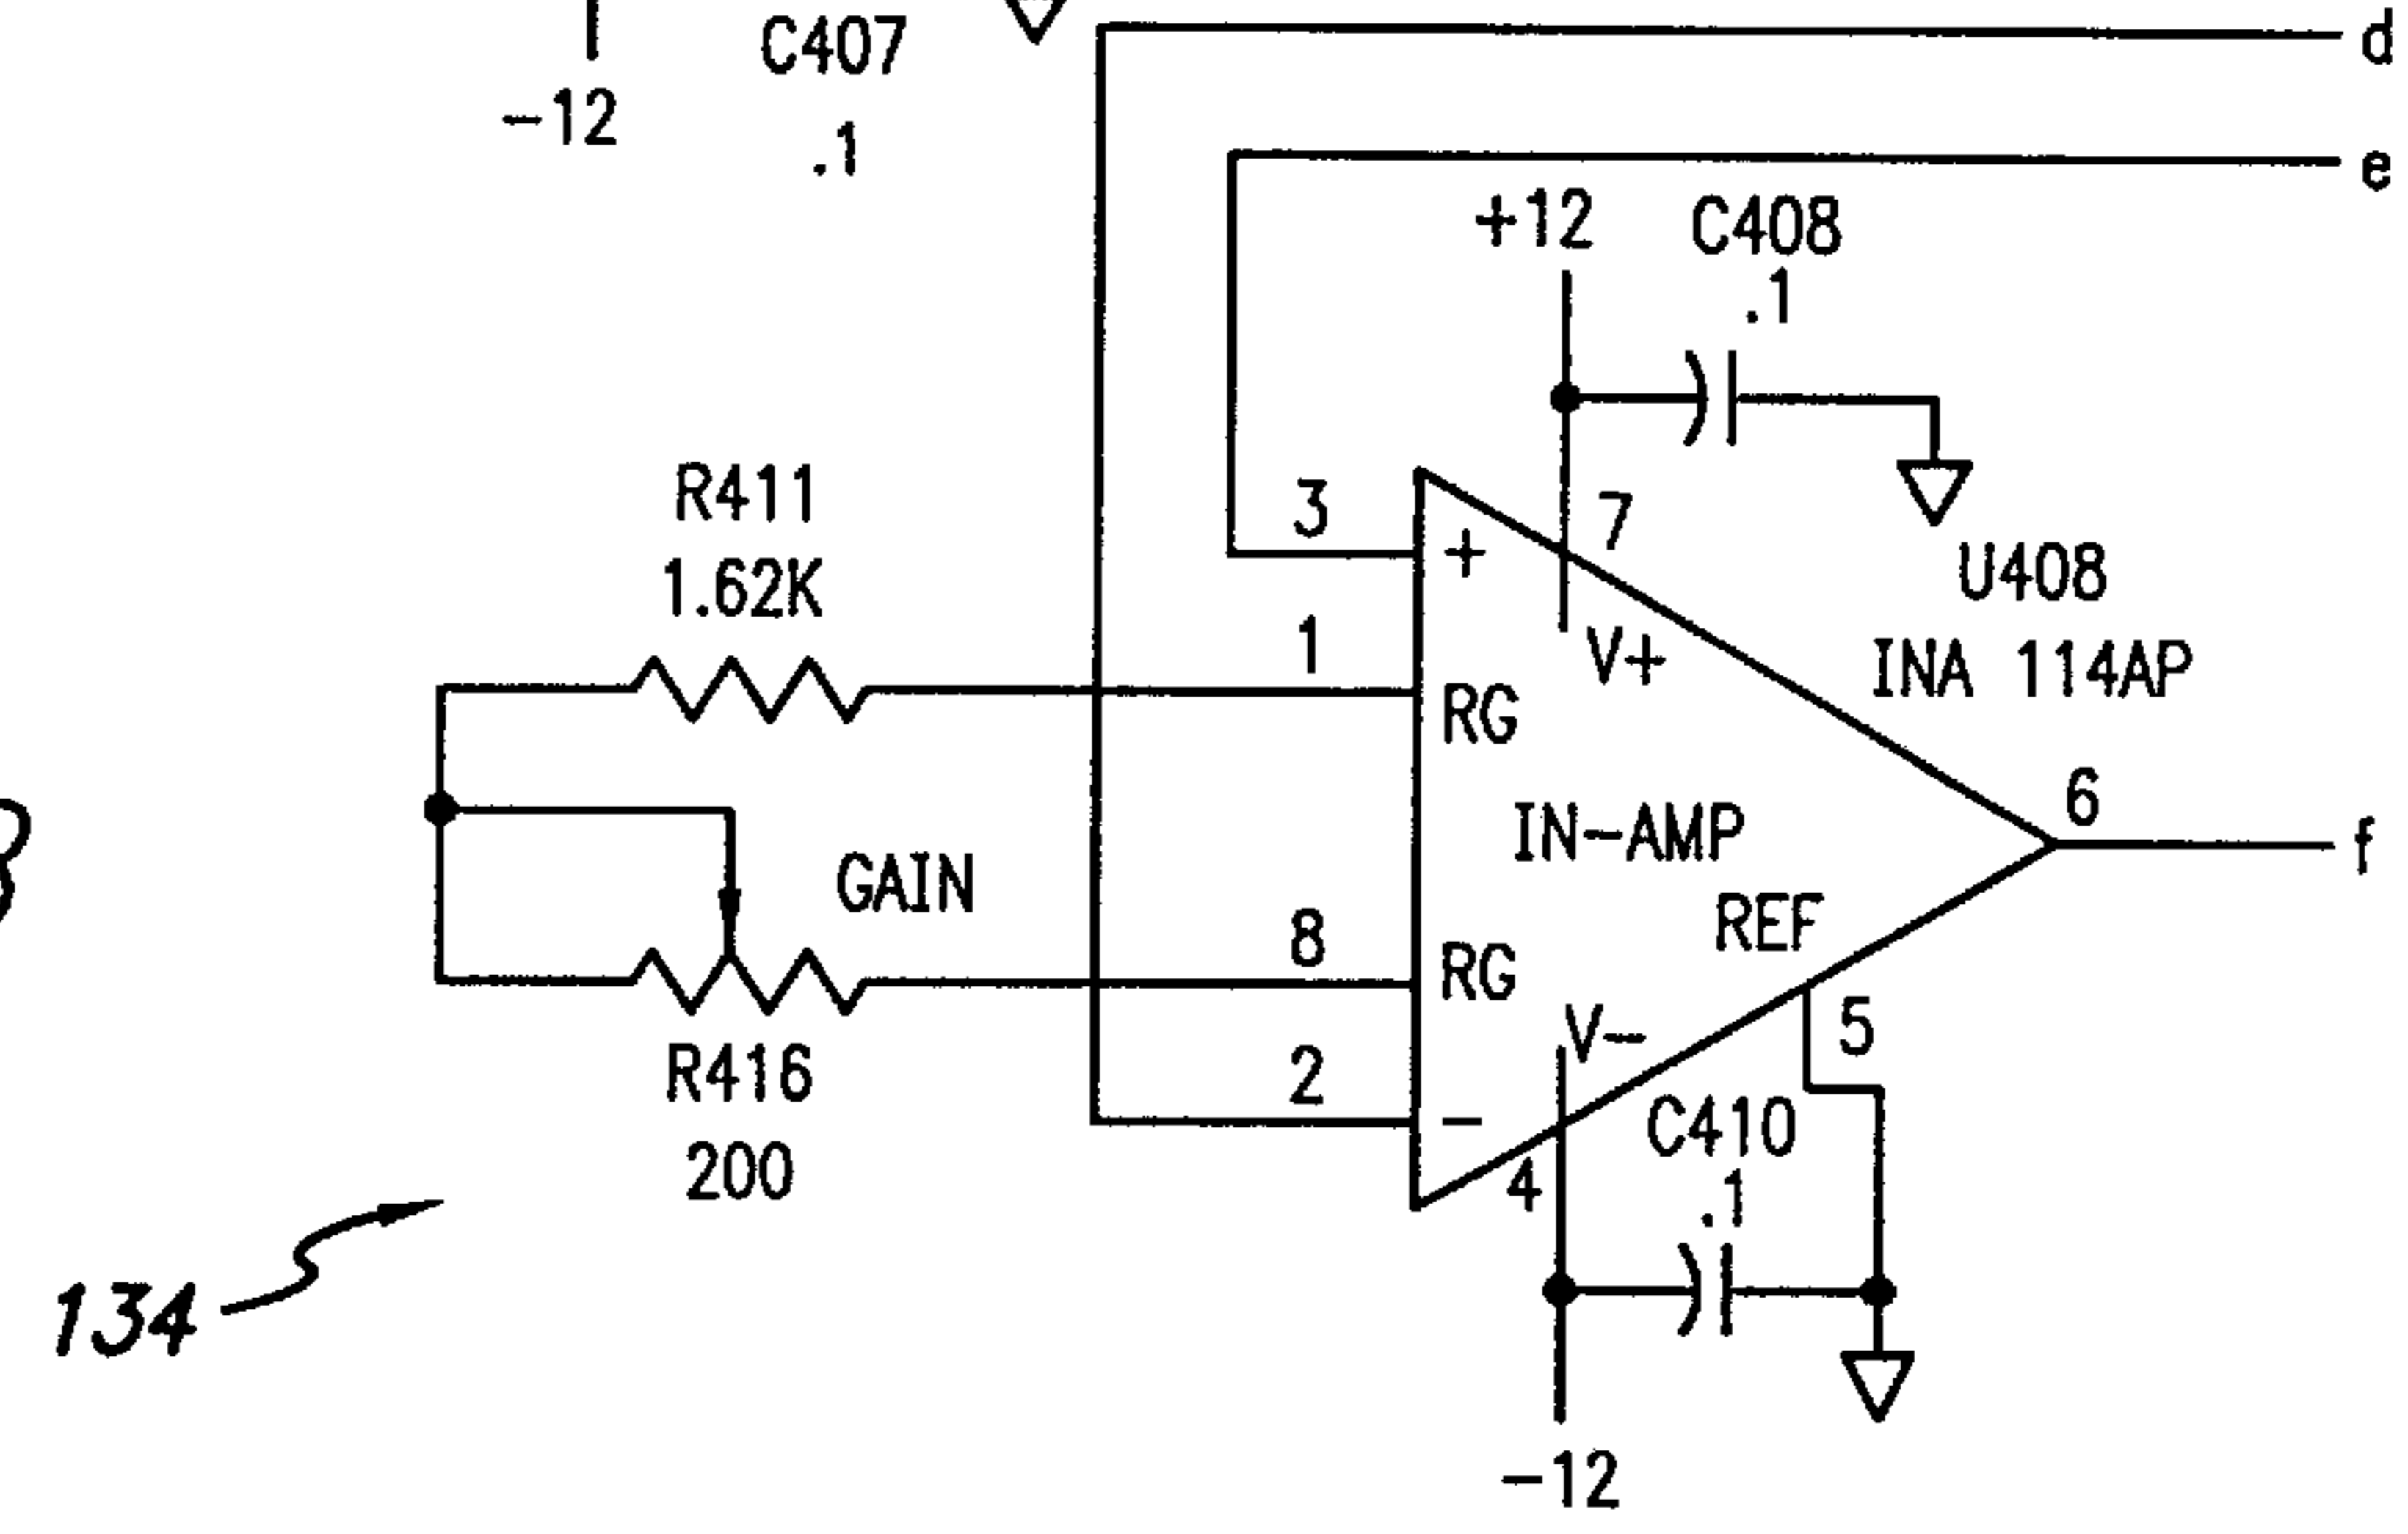 C407
d
-12
.1
e
+12
C408
.1
R411
1.62K
3
+
7
U408
1
V+
INA 114AP
RG
6
IN-AMP
f
GAIN
REF
8
RG
5
V-
R416
200
2
-
C410
4
.1
134
-12